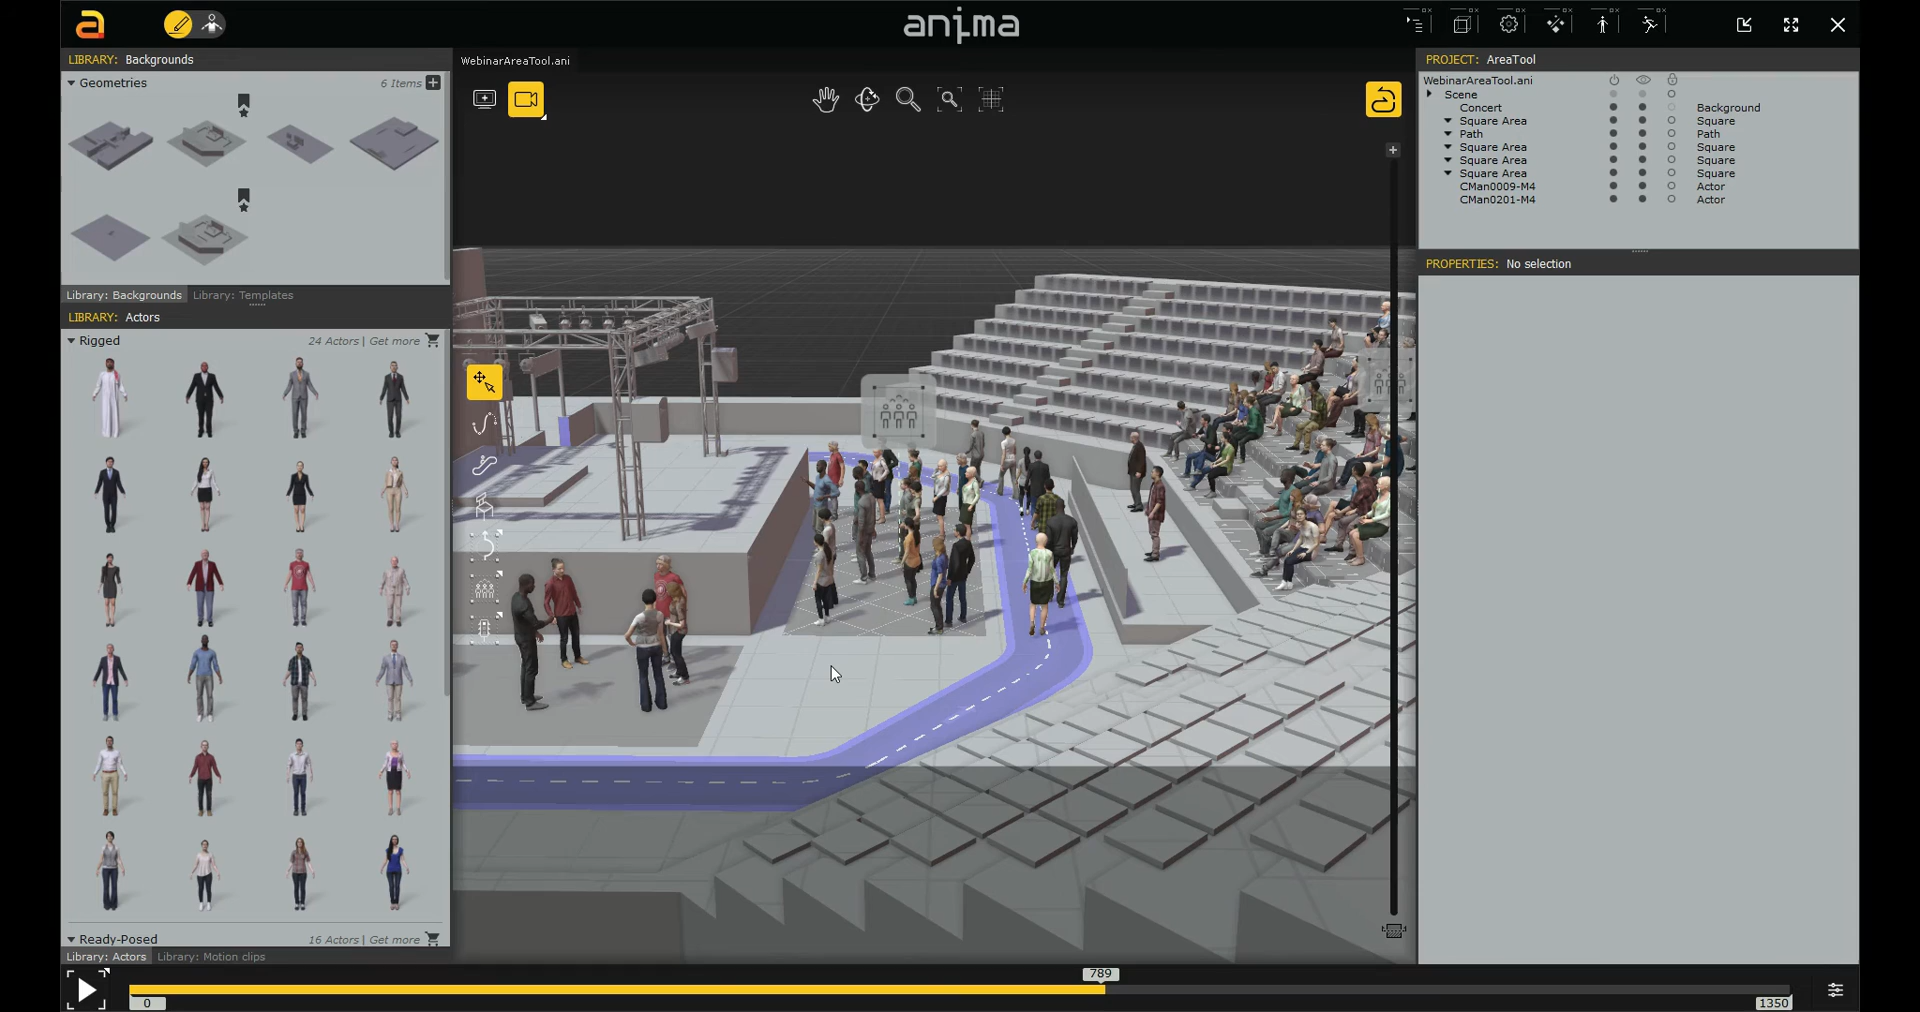 anima
LIBRARY: Backgrounds
Geometries 6 Items
Library: Backgrounds Library: Templates
LIBRARY: Actors
Rigged 24 Actors | Get more
Ready-Posed 16 Actors | Get more
Library: Actors Library: Motion clips
WebinarAreaTool.ani
PROJECT: AreaTool
WebinarAreaTool.ani
Scene
Concert Background
Square Area Square
Path Path
Square Area Square
Square Area Square
Square Area Square
CMan0009-M4 Actor
CMan0201-M4 Actor
PROPERTIES: No selection
789
0
1350